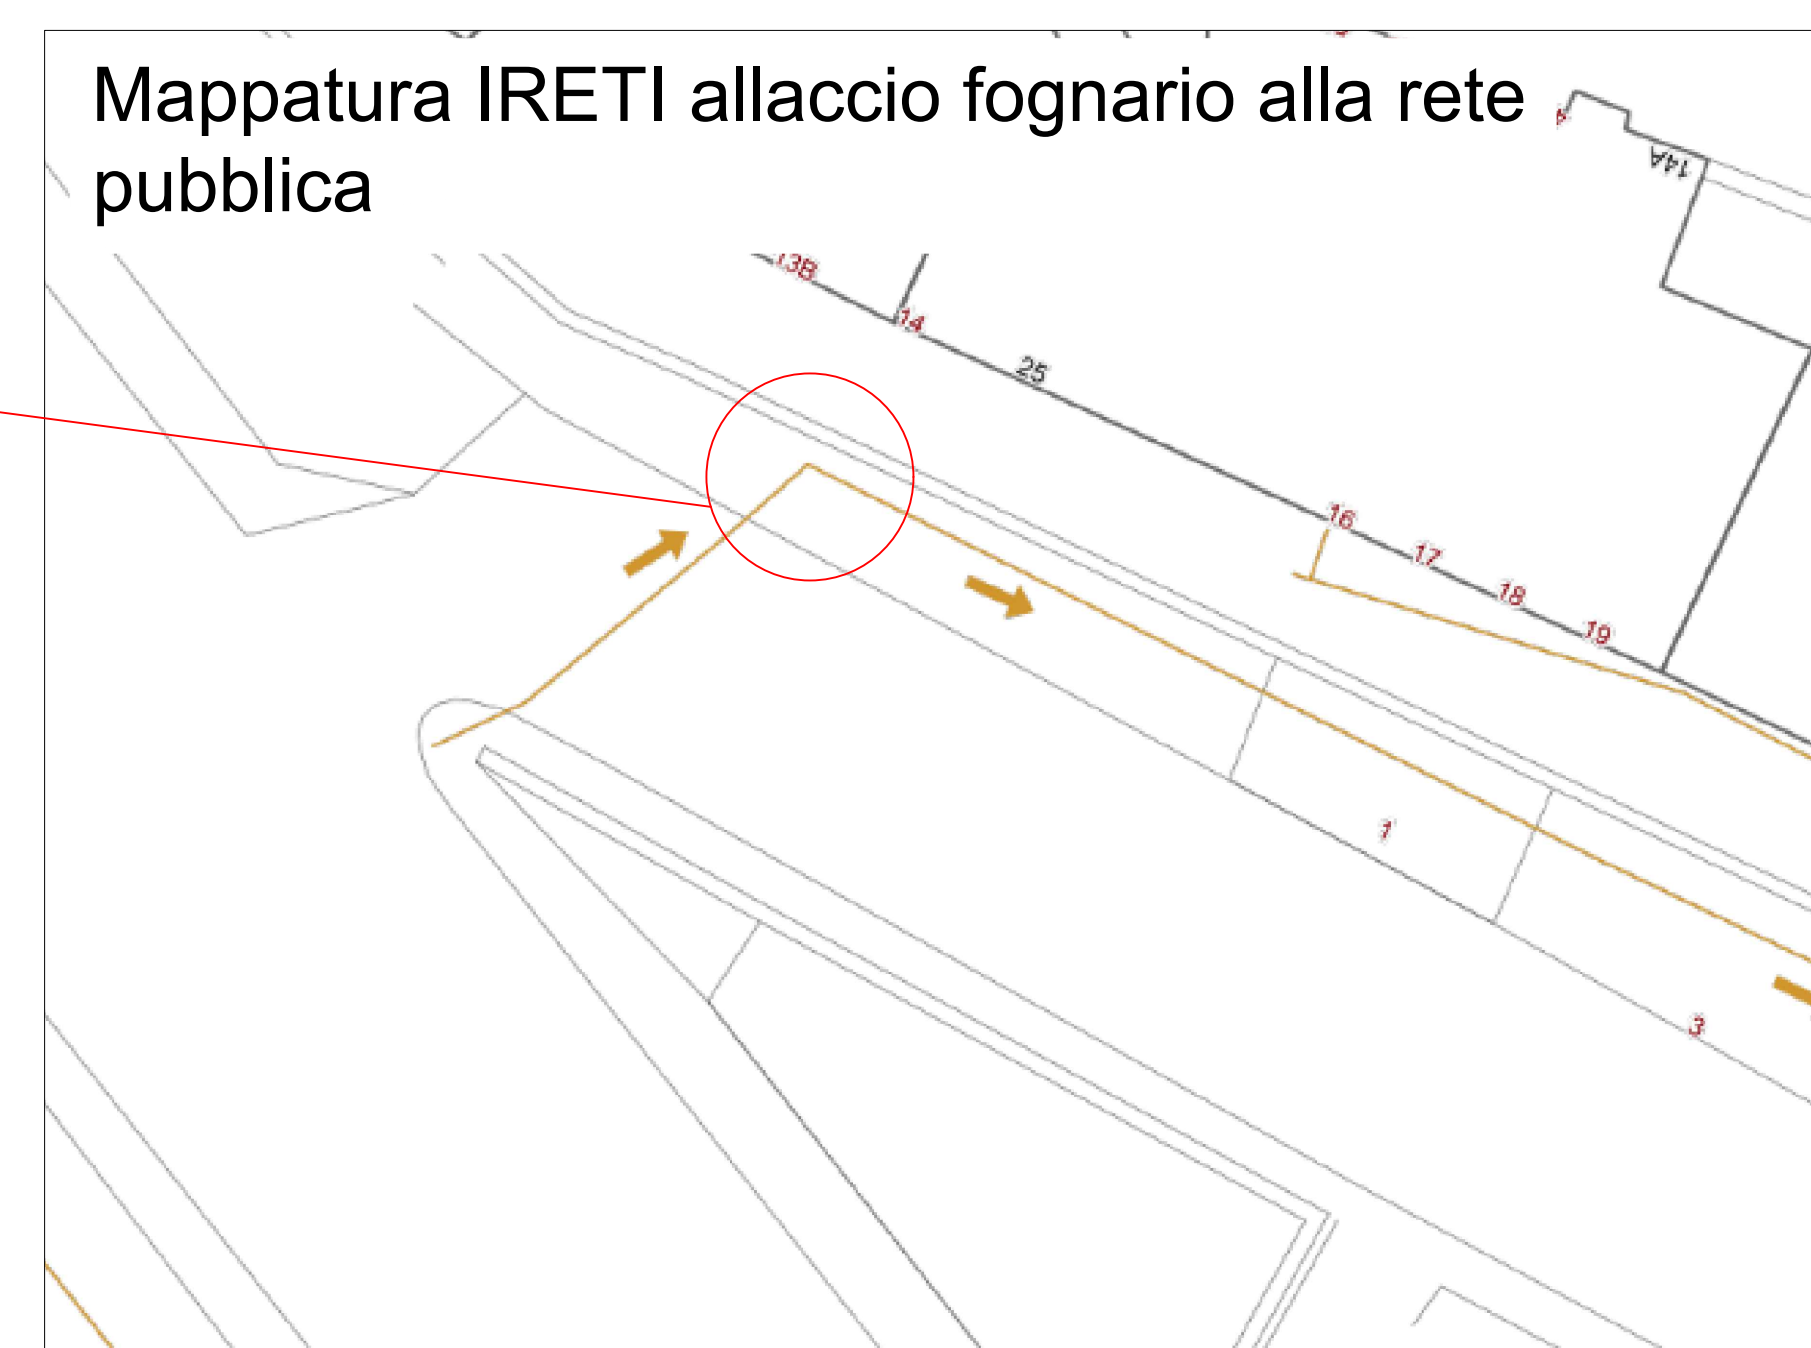 Mappatura IRETI allaccio fognario alla rete
pubblica
14A
13B
14
25
16
17
18
19
1
3